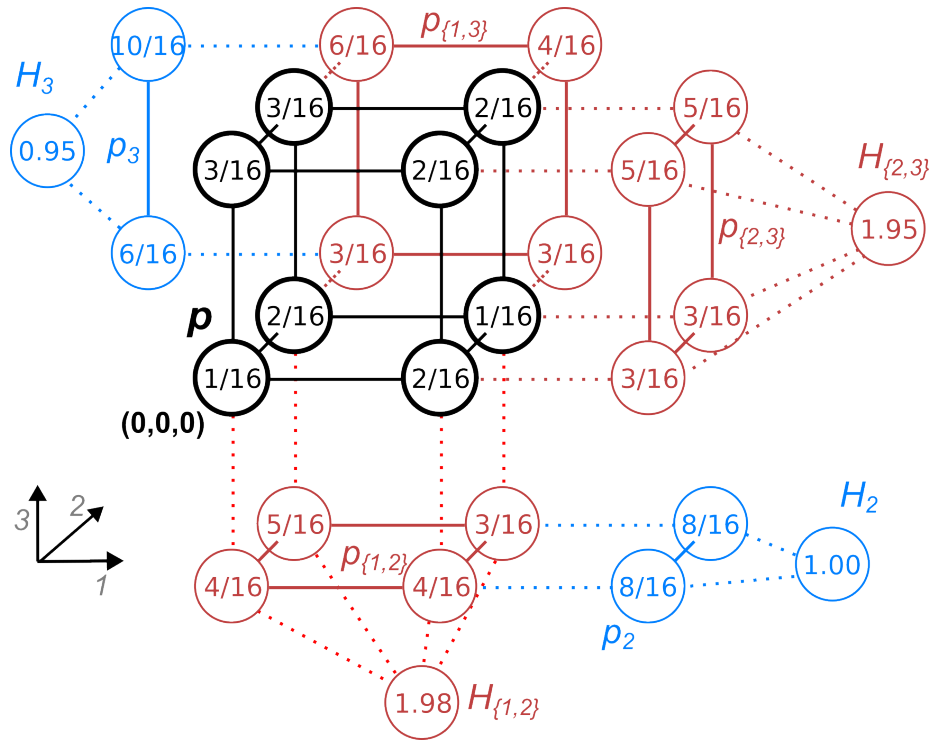 10/16 6/16 p{1,3} 4/16
H3
3/16 2/16 5/16
0.95 p3 3/16 2/16 5/16 H{2,3}
6/16 3/16 3/16 p{2,3} 1.95
p 2/16 1/16 3/16
1/16 2/16 3/16
(0,0,0)
3 2 5/16 3/16 8/16 H2
1 4/16 p{1,2} 4/16 8/16 1.00
p2
1.98 H{1,2}